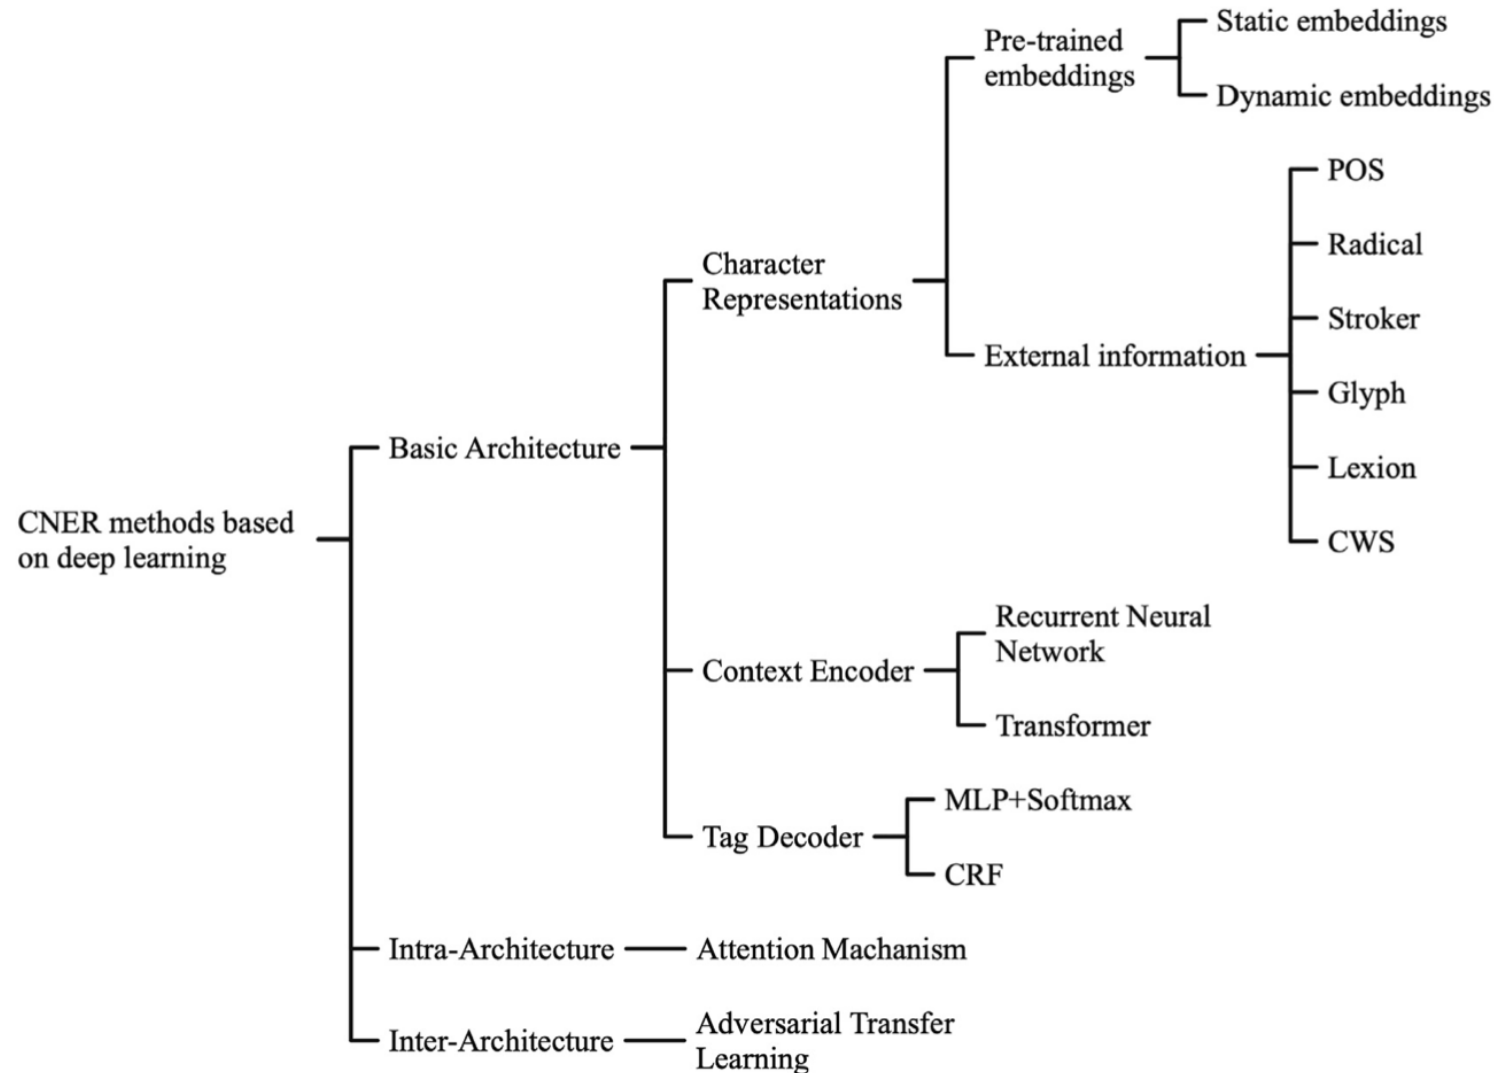 CNER methods based
on deep learning
Basic Architecture
Character
Representations
Pre-trained
embeddings
Static embeddings
Dynamic embeddings
External information
POS
Radical
Stroker
Glyph
Lexion
CWS
Context Encoder
Recurrent Neural
Network
Transformer
Tag Decoder
MLP+Softmax
CRF
Intra-Architecture
Attention Machanism
Inter-Architecture
Adversarial Transfer
Learning